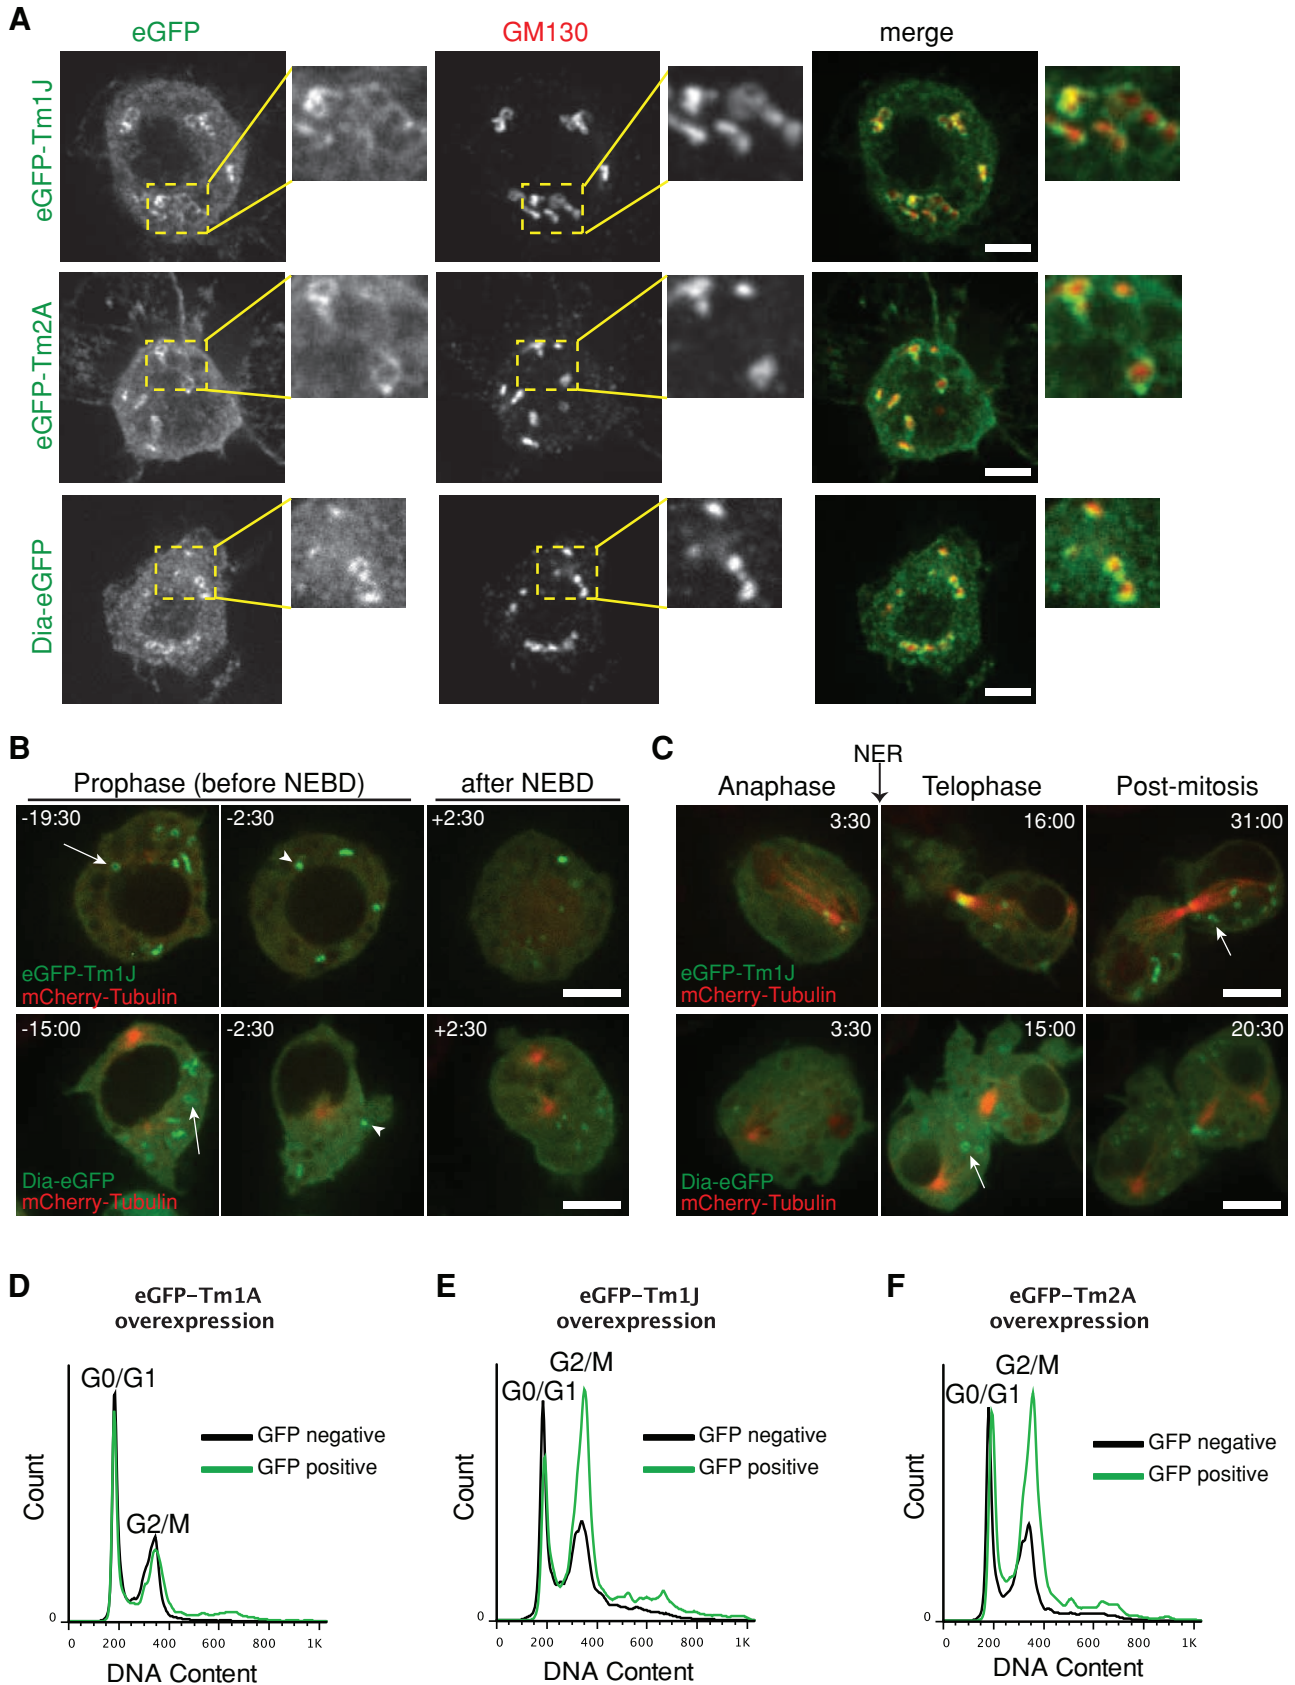 A
eGFP
GM130
merge
eGFP-Tm1J
eGFP-Tm2A
Dia-eGFP
B
Prophase (before NEBD)
after NEBD
-19:30
-2:30
+2:30
eGFP-Tm1J
mCherry-Tubulin
-15:00
-2:30
+2:30
Dia-eGFP
mCherry-Tubulin
C
NER
Anaphase
Telophase
Post-mitosis
3:30
16:00
31:00
eGFP-Tm1J
mCherry-Tubulin
3:30
15:00
20:30
Dia-eGFP
mCherry-Tubulin
D
eGFP-Tm1A
overexpression
G0/G1
GFP negative
GFP positive
G2/M
Count
0
0 200 400 600 800 1K
DNA Content
E
eGFP-Tm1J
overexpression
G2/M
G0/G1
GFP negative
GFP positive
Count
0
0 200 400 600 800 1K
DNA Content
F
eGFP-Tm2A
overexpression
G2/M
G0/G1
GFP negative
GFP positive
Count
0
0 200 400 600 800 1K
DNA Content